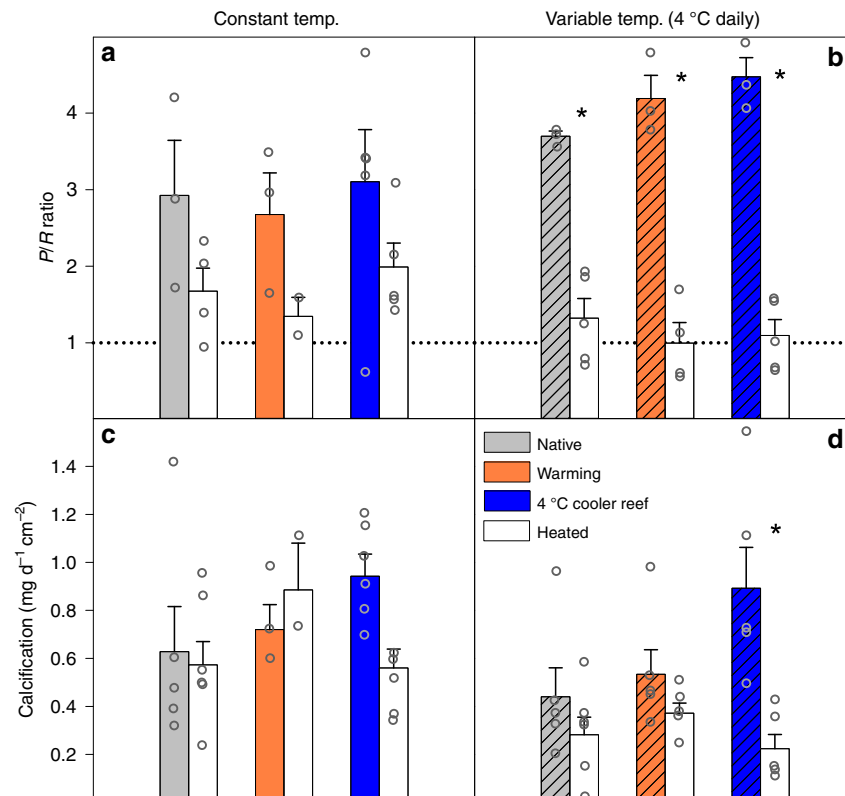 Constant temp.
Variable temp. (4 °C daily)
a
b
P/R ratio
4
3
2
1
*
*
*
c
d
Calcification (mg d⁻¹ cm⁻²)
1.4
1.2
1.0
0.8
0.6
0.4
0.2
Native
Warming
4 °C cooler reef
Heated
*